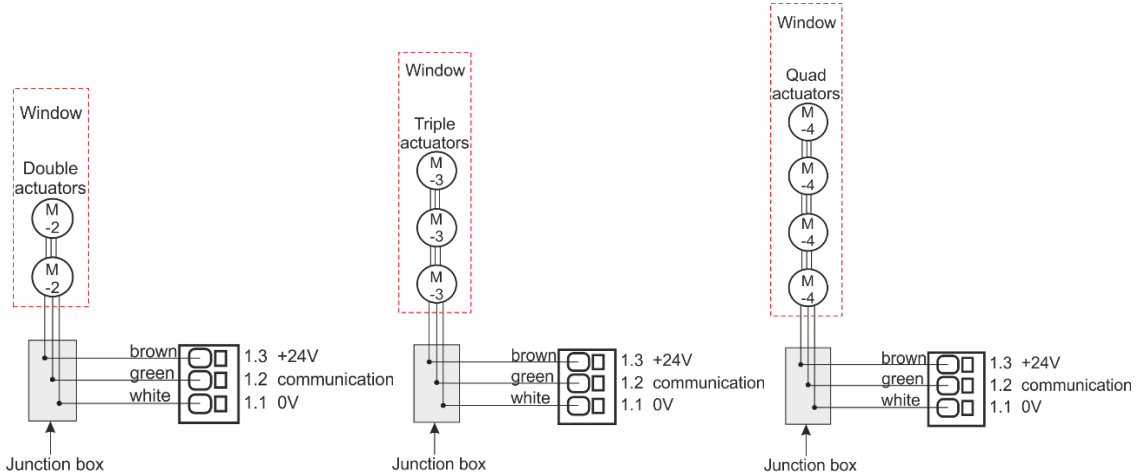 Window
Double
actuators
M
-2
M
-2
brown 1.3 +24V
green 1.2 communication
white 1.1 0V
Junction box
Window
Triple
actuators
M
-3
M
-3
M
-3
brown 1.3 +24V
green 1.2 communication
white 1.1 0V
Junction box
Window
Quad
actuators
M
-4
M
-4
M
-4
M
-4
brown 1.3 +24V
green 1.2 communication
white 1.1 0V
Junction box